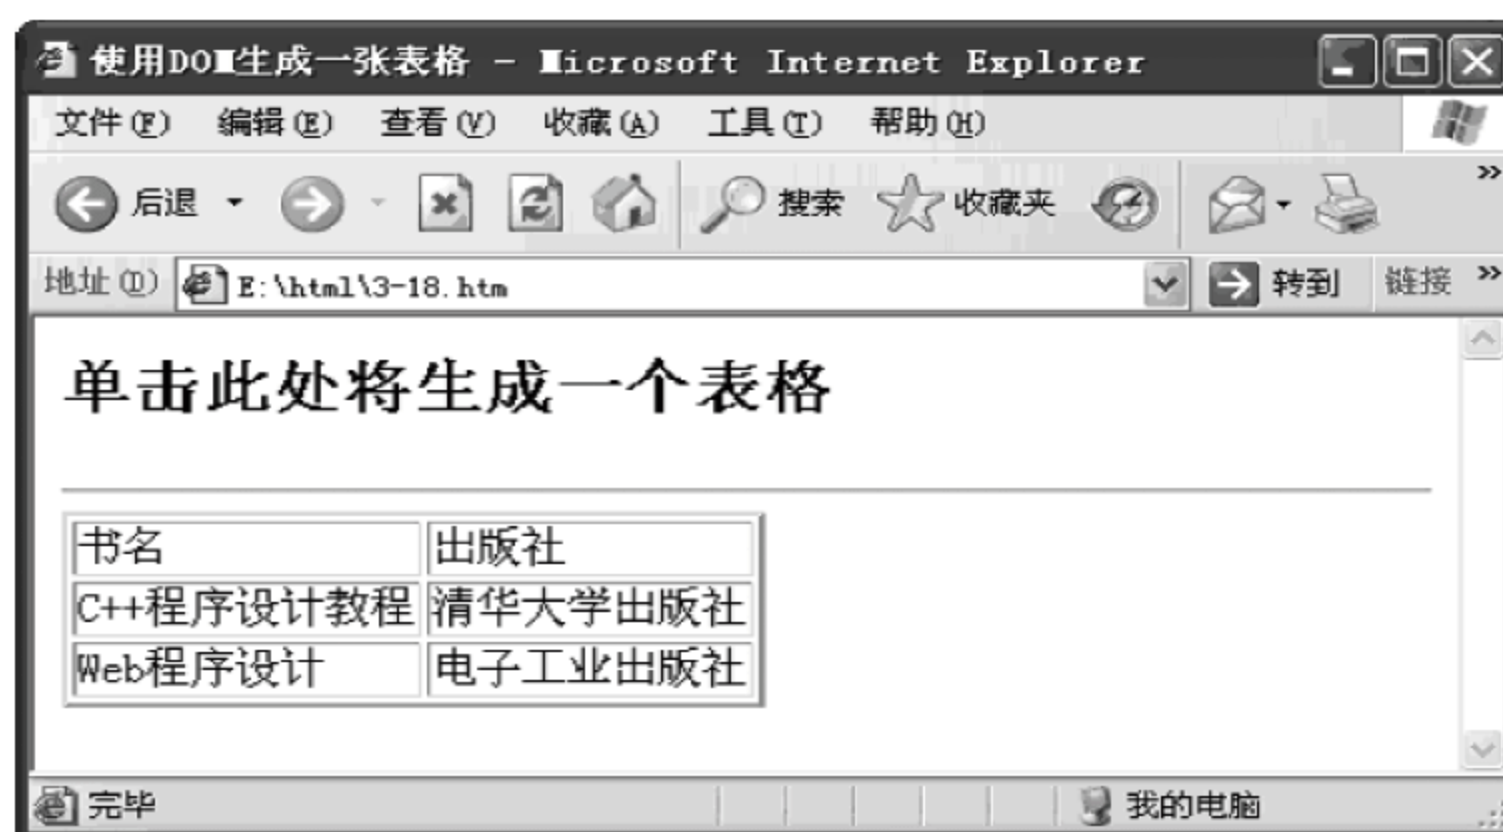 使用DOM生成一张表格 - Microsoft Internet Explorer
文件(F) 编辑(E) 查看(V) 收藏(A) 工具(T) 帮助(H)
后退 搜索 收藏夹 »
地址(D) E:\html\3-18.htm 转到 链接 »
单击此处将生成一个表格
书名 出版社
C++程序设计教程 清华大学出版社
Web程序设计 电子工业出版社
完毕 我的电脑